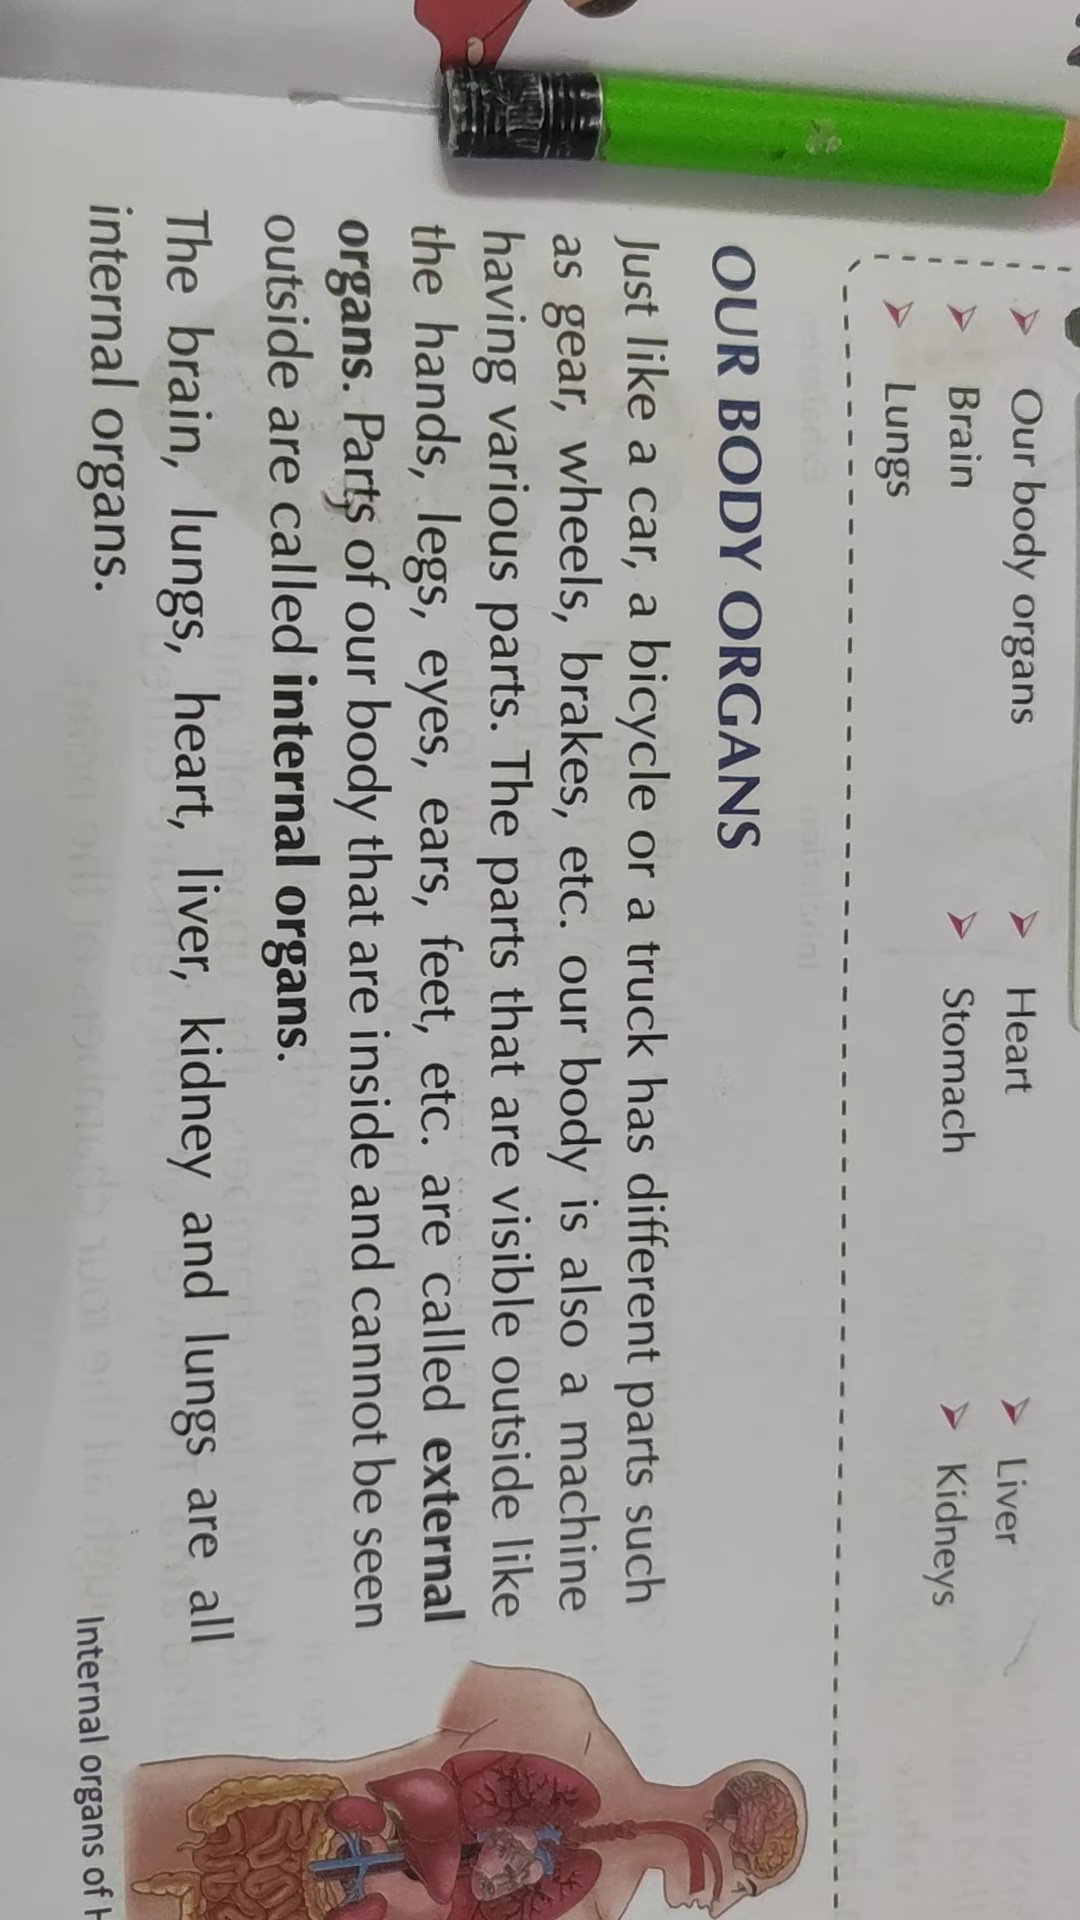 Our body organs
Heart
Liver
Brain
Stomach
Kidneys
Lungs
OUR BODY ORGANS
Just like a car, a bicycle or a truck has different parts such
as gear, wheels, brakes, etc. our body is also a machine
having various parts. The parts that are visible outside like
the hands, legs, eyes, ears, feet, etc. are called external
organs. Parts of our body that are inside and cannot be seen
outside are called internal organs.
The brain, lungs, heart, liver, kidney and lungs are all
internal organs.
Internal organs of